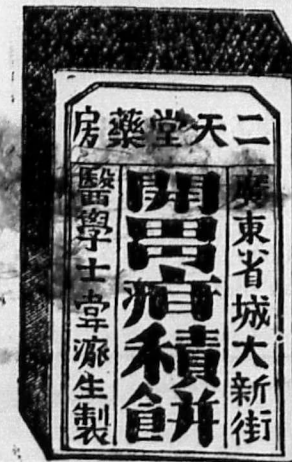 二天堂藥房
廣東省城大新街
開胃疳積餅
醫學士韋生製